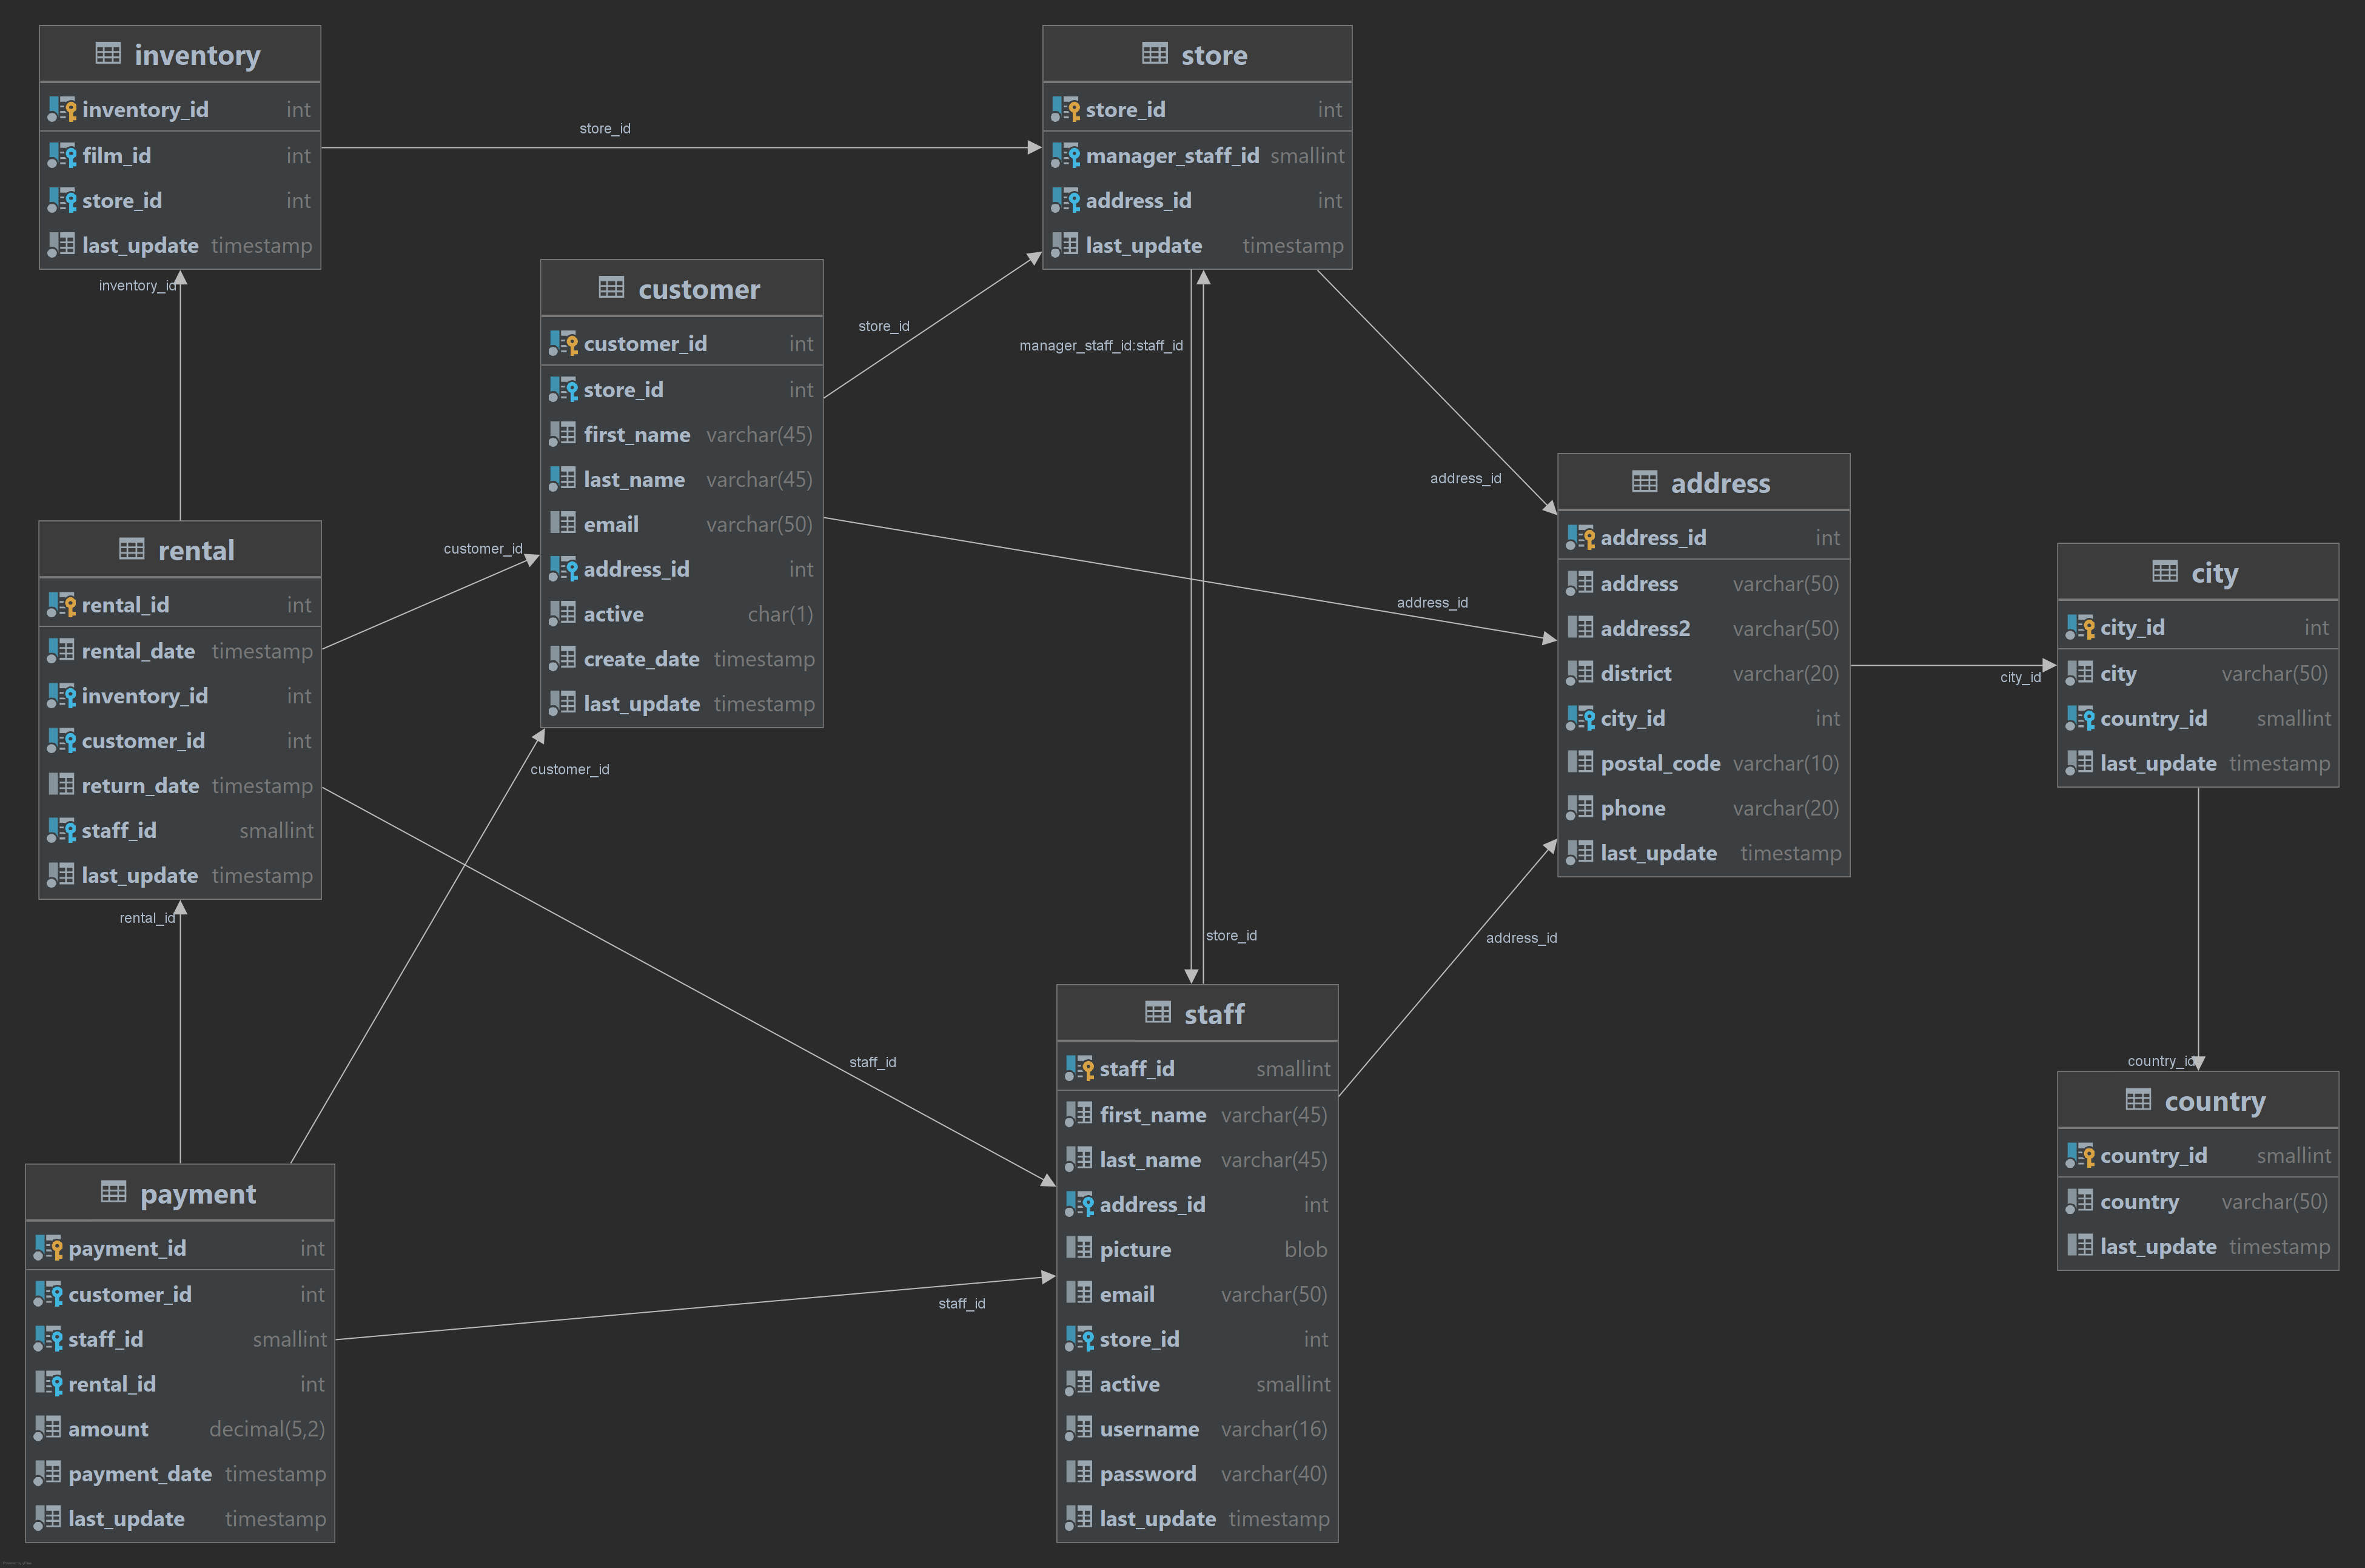 inventory
inventory_id int
film_id int
store_id int
last_update timestamp
store
store_id int
manager_staff_id smallint
address_id int
last_update timestamp
customer
customer_id int
store_id int
first_name varchar(45)
last_name varchar(45)
email varchar(50)
address_id int
active char(1)
create_date timestamp
last_update timestamp
rental
rental_id int
rental_date timestamp
inventory_id int
customer_id int
return_date timestamp
staff_id smallint
last_update timestamp
address
address_id int
address varchar(50)
address2 varchar(50)
district varchar(20)
city_id int
postal_code varchar(10)
phone varchar(20)
last_update timestamp
city
city_id int
city varchar(50)
country_id smallint
last_update timestamp
country
country_id smallint
country varchar(50)
last_update timestamp
staff
staff_id smallint
first_name varchar(45)
last_name varchar(45)
address_id int
picture blob
email varchar(50)
store_id int
active smallint
username varchar(16)
password varchar(40)
last_update timestamp
payment
payment_id int
customer_id int
staff_id smallint
rental_id int
amount decimal(5,2)
payment_date timestamp
last_update timestamp
store_id
inventory_id
store_id
manager_staff_id:staff_id
address_id
customer_id
address_id
city_id
customer_id
rental_id
store_id
address_id
staff_id
country_id
staff_id